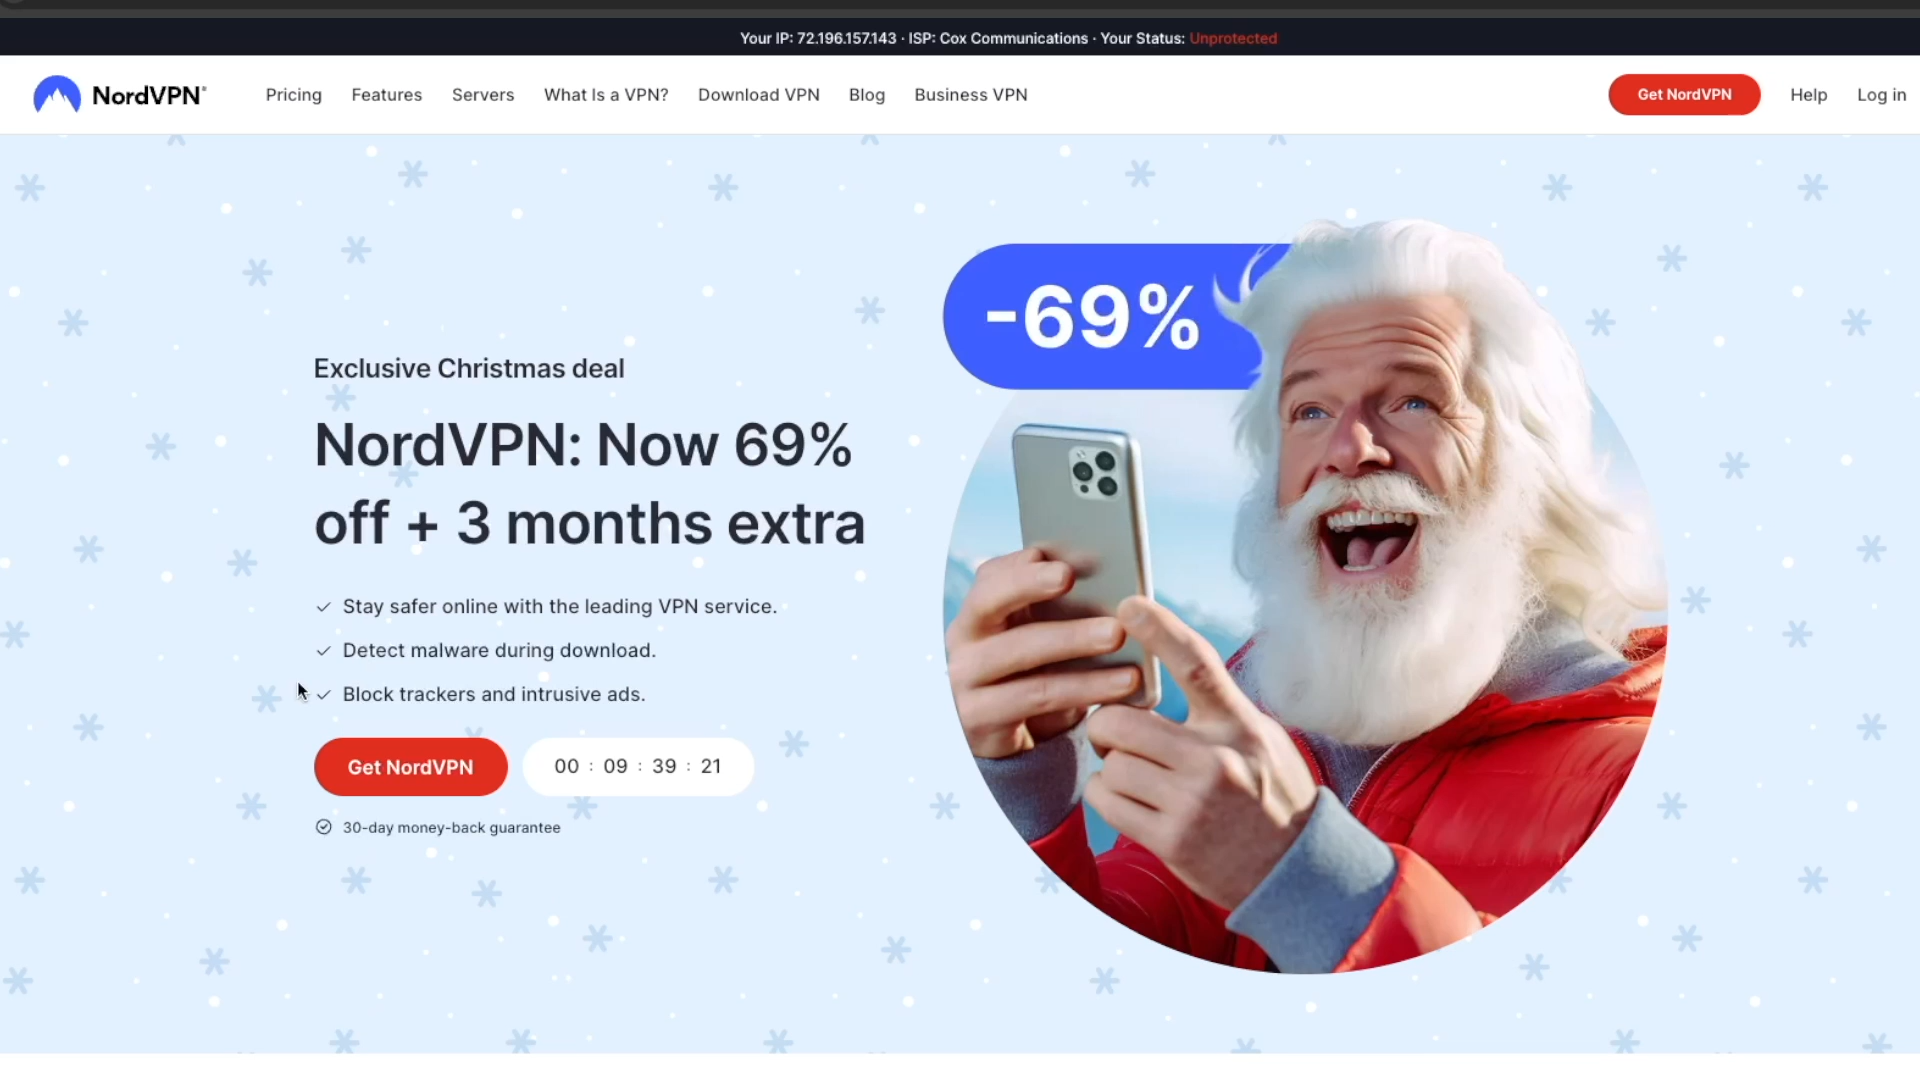 Your IP: 72.196.157.143 · ISP: Cox Communications · Your Status: Unprotected
NordVPN®
Pricing
Features
Servers
What Is a VPN?
Download VPN
Blog
Business VPN
Get NordVPN
Help
Log in
-69%
Exclusive Christmas deal
NordVPN: Now 69%
off + 3 months extra
Stay safer online with the leading VPN service.
Detect malware during download.
Block trackers and intrusive ads.
Get NordVPN
00 : 09 : 39 : 21
30-day money-back guarantee